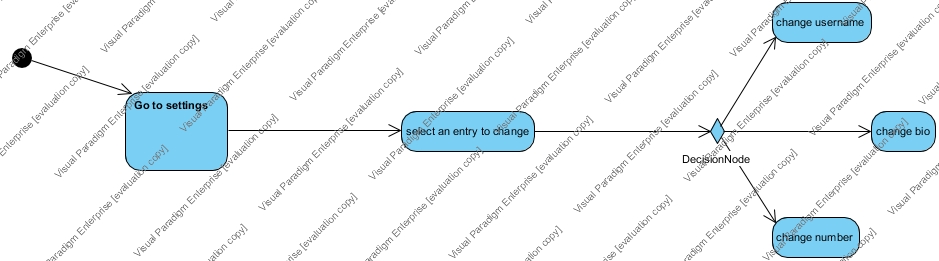 change username
Go to settings
select an entry to change
change bio
DecisionNode
change number
Visual Paradigm Enterprise [evaluation copy]